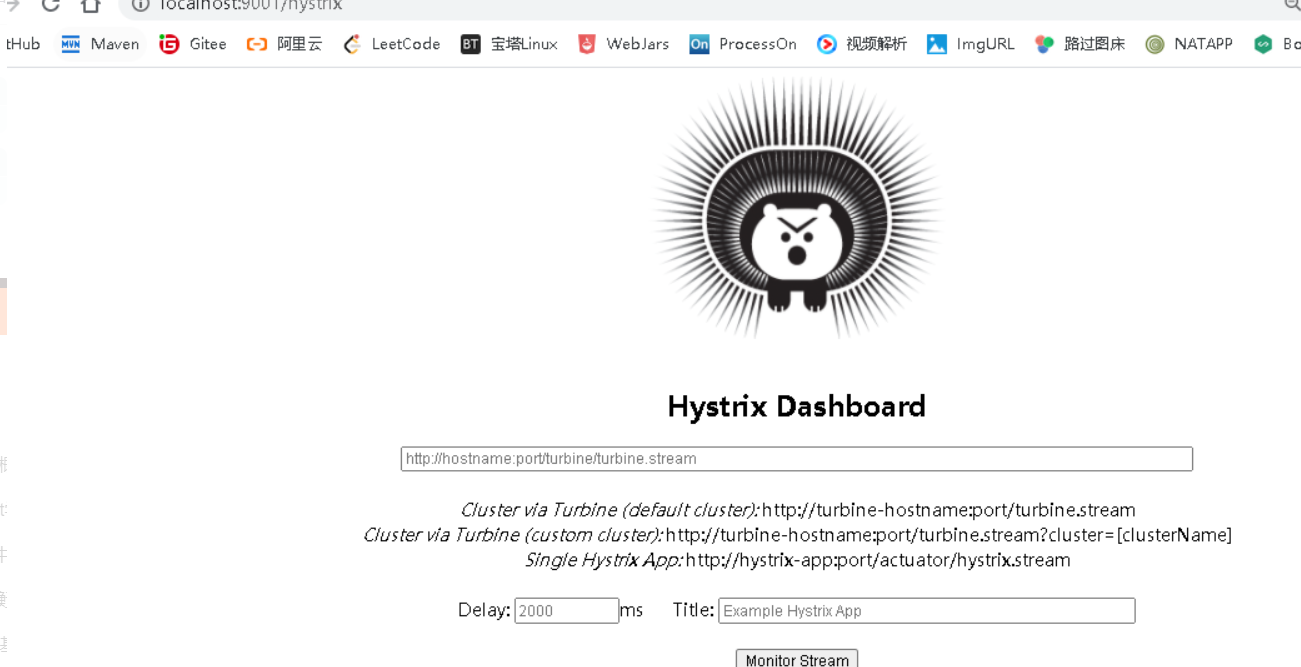 localhost:9001/hystrix
tHub Maven Gitee 阿里云 LeetCode BT 宝塔Linux WebJars On ProcessOn 视频解析 ImgURL 路过图床 NATAPP Bo
Hystrix Dashboard
http://hostname:port/turbine/turbine.stream
Cluster via Turbine (default cluster): http://turbine-hostname:port/turbine.stream
Cluster via Turbine (custom cluster): http://turbine-hostname:port/turbine.stream?cluster=[clusterName]
Single Hystrix App: http://hystrix-app:port/actuator/hystrix.stream
Delay: 2000 ms Title: Example Hystrix App
Monitor Stream